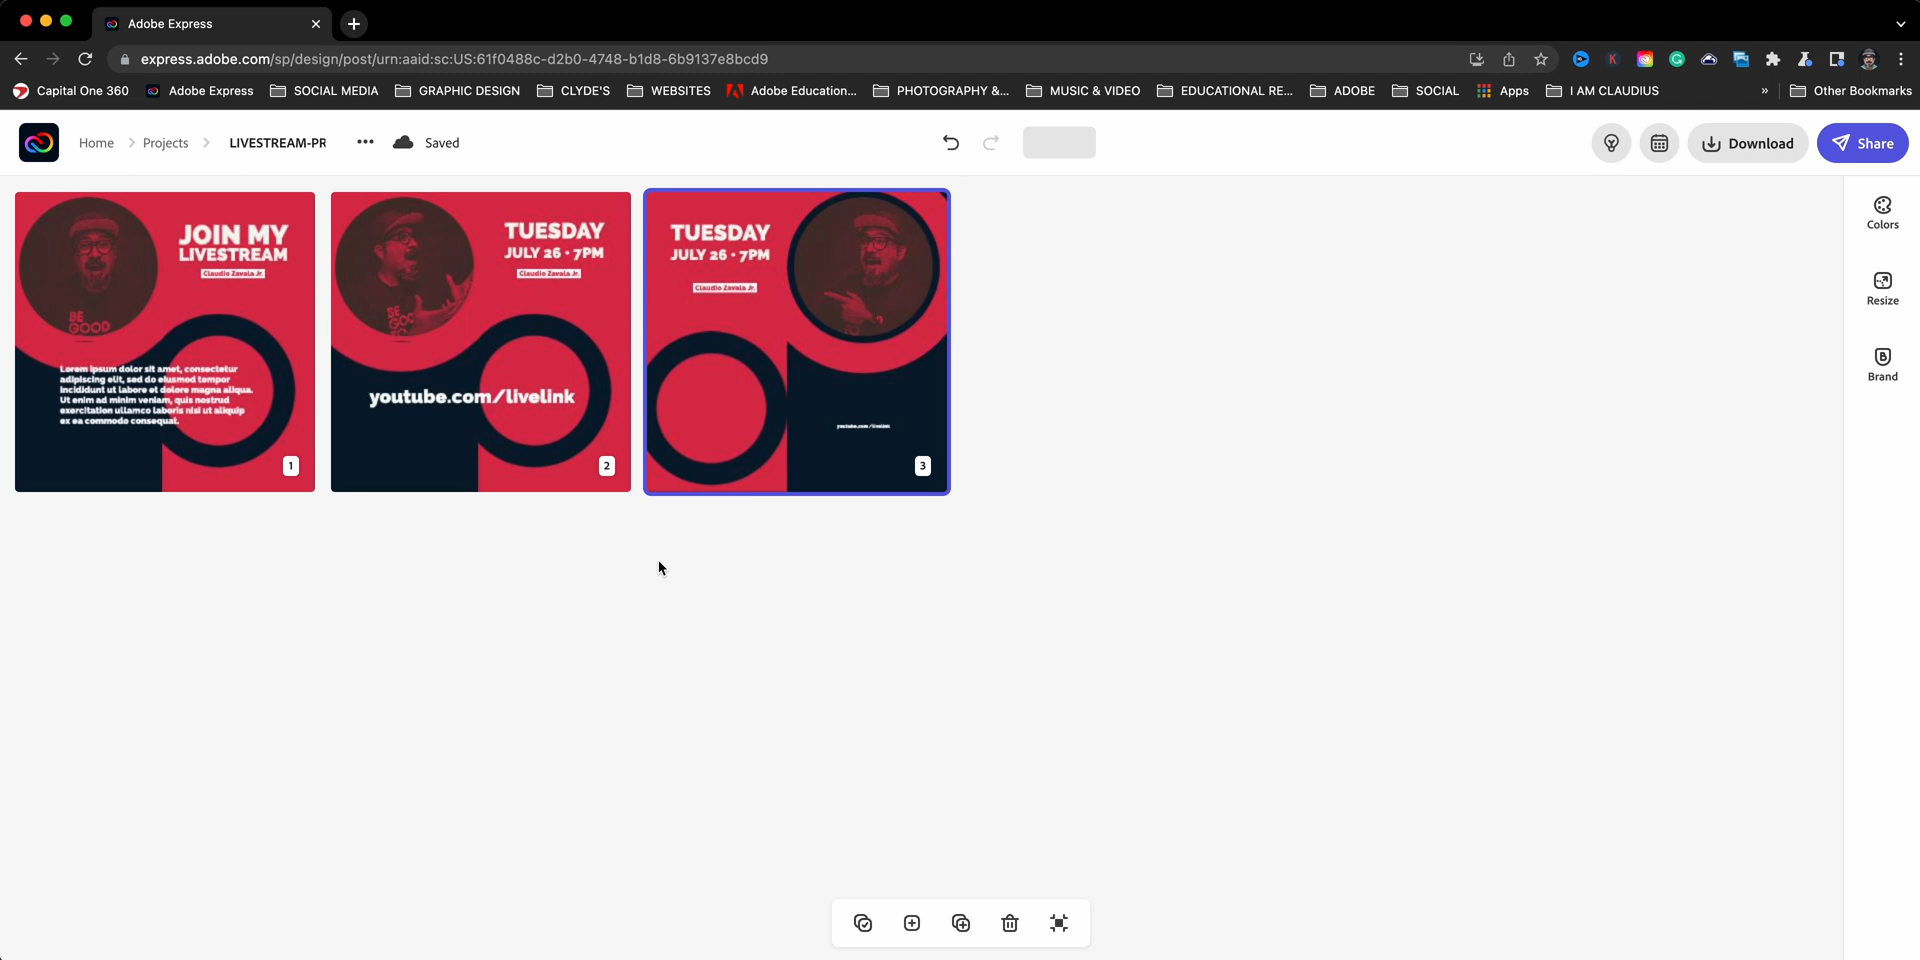 Adobe Express
express.adobe.com/sp/design/post/urn:aaid:sc:US:61f0488c-d2b0-4748-b1d8-6b9137e8bcd9
Capital One 360
Adobe Express
SOCIAL MEDIA
GRAPHIC DESIGN
CLYDE'S
WEBSITES
Adobe Education...
PHOTOGRAPHY &...
MUSIC & VIDEO
EDUCATIONAL RE...
ADOBE
SOCIAL
Apps
I AM CLAUDIUS
»
Other Bookmarks
Home
Projects
LIVESTREAM-PR
Saved
Download
Share
JOIN MY
LIVESTREAM
Claudio Zavala Jr.
BE
GOOD
Lorem ipsum dolor sit amet, consectetur
adipiscing elit, sed do eiusmod tempor
incididunt ut labore et dolore magna aliqua.
Ut enim ad minim veniam, quis nostrud
exercitation ullamco laboris nisi ut aliquip
ex ea commodo consequat.
1
TUESDAY
JULY 26 • 7PM
Claudio Zavala Jr.
BE
GOO
youtube.com/livelink
2
TUESDAY
JULY 26 • 7PM
Claudio Zavala Jr.
youtube.com/livelink
3
Colors
Resize
Brand